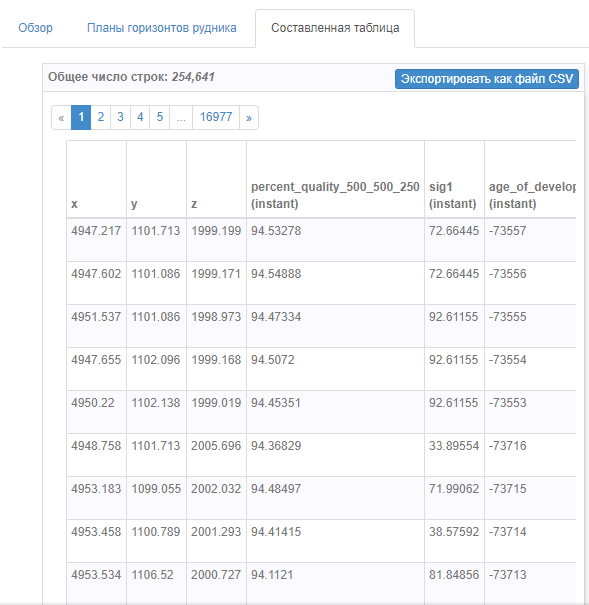 Обзор Планы горизонтов рудника Составленная таблица
Общее число строк: 254,641 Экспортировать как файл CSV
« 1 2 3 4 5 ... 16977 »
percent_quality_500_500_250 sig1 age_of_develop
x y z (instant) (instant) (instant)
4947.217 1101.713 1999.199 94.53278 72.66445 -73557
4947.602 1101.086 1999.171 94.54888 72.66445 -73556
4951.537 1101.086 1998.973 94.47334 92.61155 -73555
4947.655 1102.096 1999.168 94.5072 92.61155 -73554
4950.22 1102.138 1999.019 94.45351 92.61155 -73553
4948.758 1101.713 2005.696 94.36829 33.89554 -73716
4953.183 1099.055 2002.032 94.48497 71.99062 -73715
4953.458 1100.789 2001.293 94.41415 38.57592 -73714
4953.534 1106.52 2000.727 94.1121 81.84856 -73713